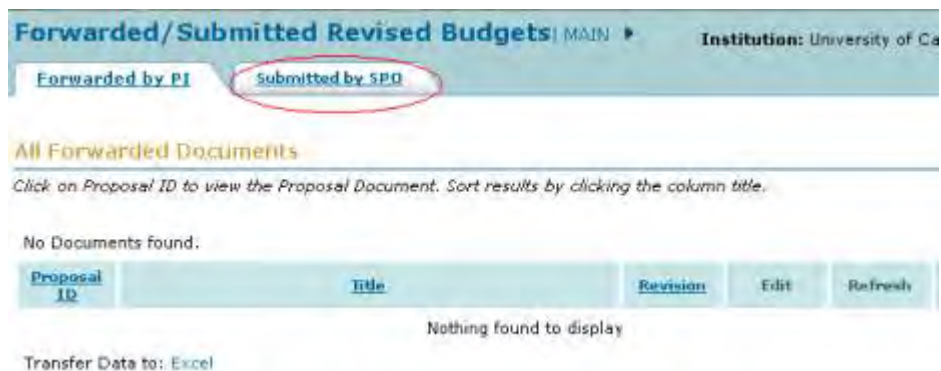 Forwarded/Submitted Revised Budgets| MAIN ▸ Institution: University of Ca
Forwarded by PI Submitted by SPO
All Forwarded Documents
Click on Proposal ID to view the Proposal Document. Sort results by clicking the column title.
No Documents found.
Proposal ID Title Revision Edit Refresh
Nothing found to display
Transfer Data to: Excel